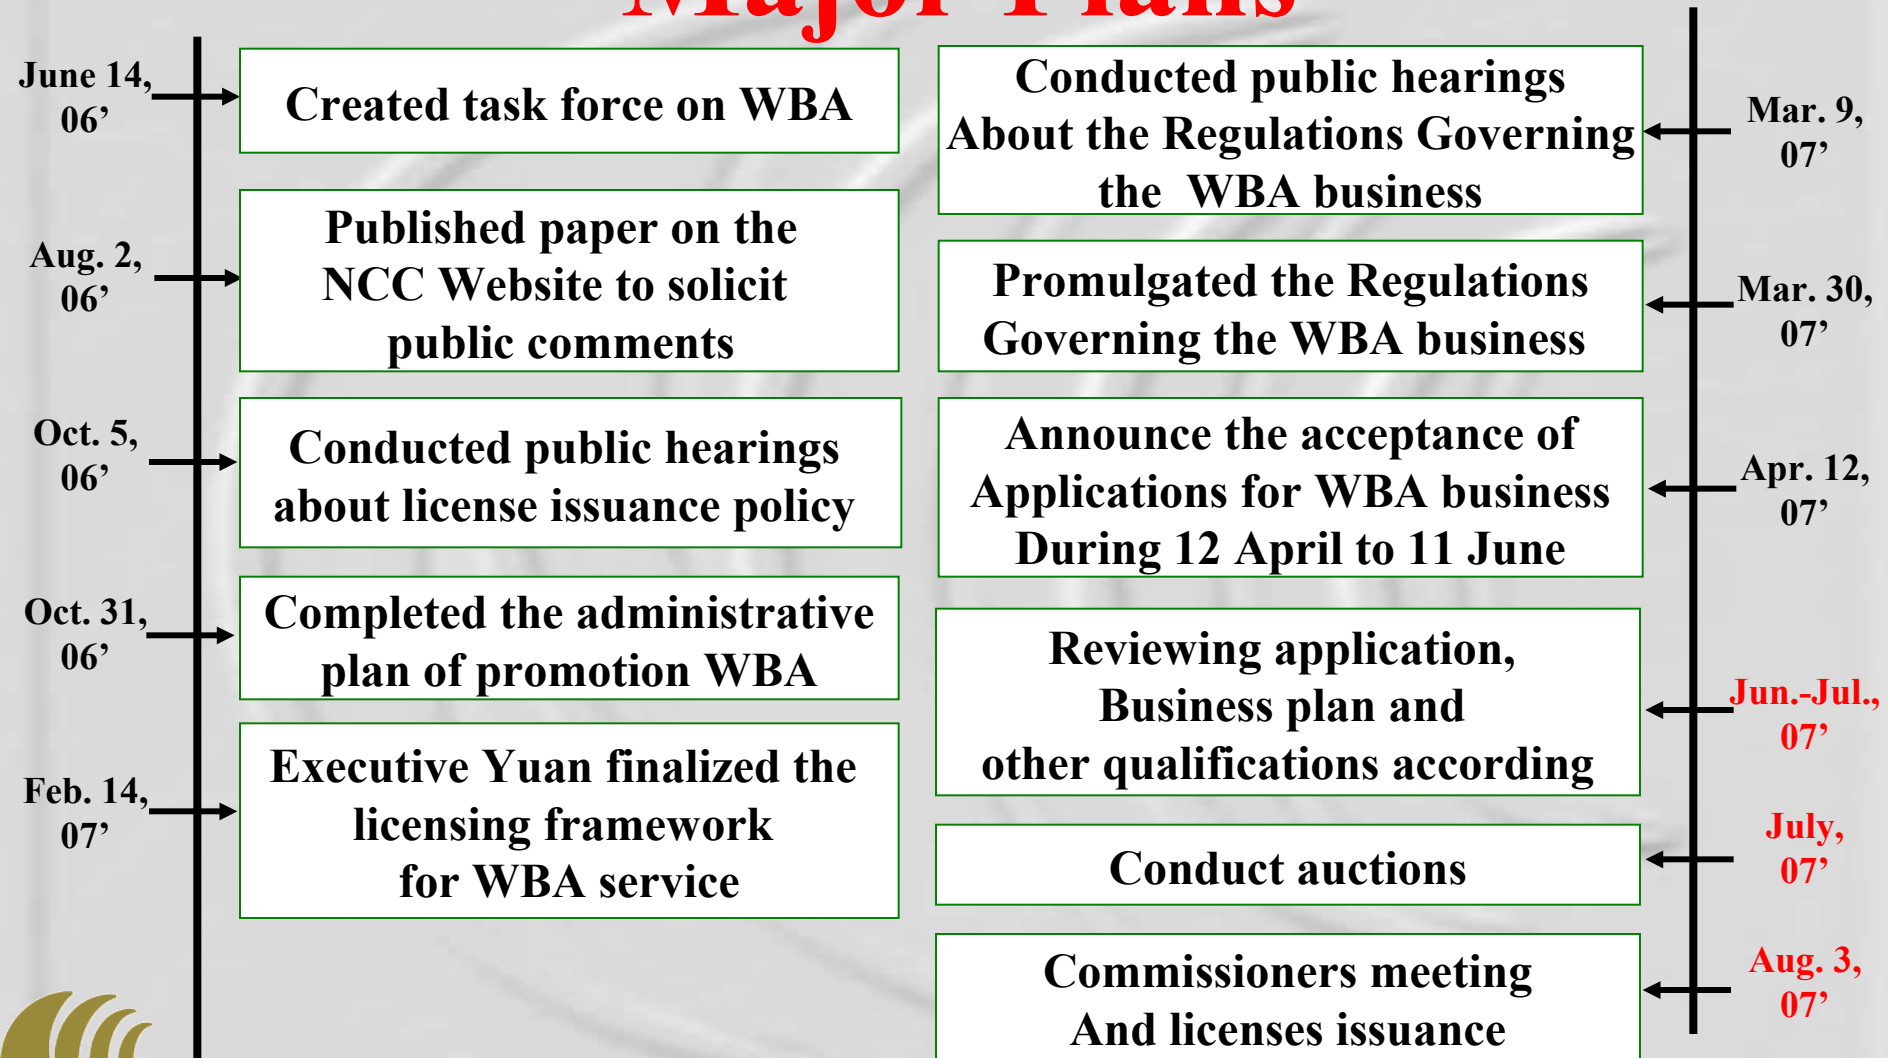 Major Plans
June 14,
06’
Created task force on WBA
Aug. 2,
06’
Published paper on the
NCC Website to solicit
public comments
Oct. 5,
06’
Conducted public hearings
about license issuance policy
Oct. 31,
06’
Completed the administrative
plan of promotion WBA
Feb. 14,
07’
Executive Yuan finalized the
licensing framework
for WBA service
Conducted public hearings
About the Regulations Governing
the WBA business
Mar. 9,
07’
Promulgated the Regulations
Governing the WBA business
Mar. 30,
07’
Announce the acceptance of
Applications for WBA business
During 12 April to 11 June
Apr. 12,
07’
Reviewing application,
Business plan and
other qualifications according
Jun.-Jul.,
07’
Conduct auctions
July,
07’
Commissioners meeting
And licenses issuance
Aug. 3,
07’